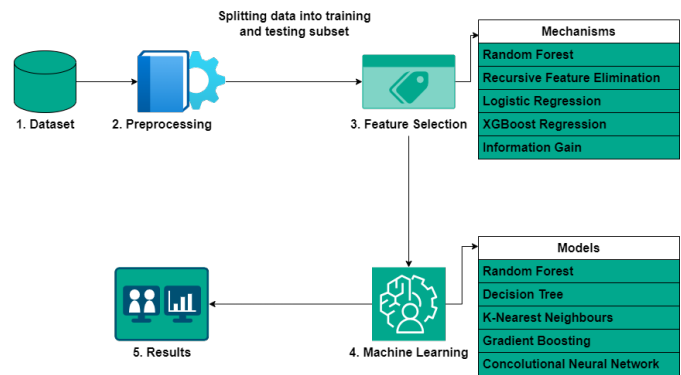 Splitting data into training
and testing subset
1. Dataset
2. Preprocessing
3. Feature Selection
Mechanisms
Random Forest
Recursive Feature Elimination
Logistic Regression
XGBoost Regression
Information Gain
Models
Random Forest
Decision Tree
K-Nearest Neighbours
Gradient Boosting
Concolutional Neural Network
4. Machine Learning
5. Results